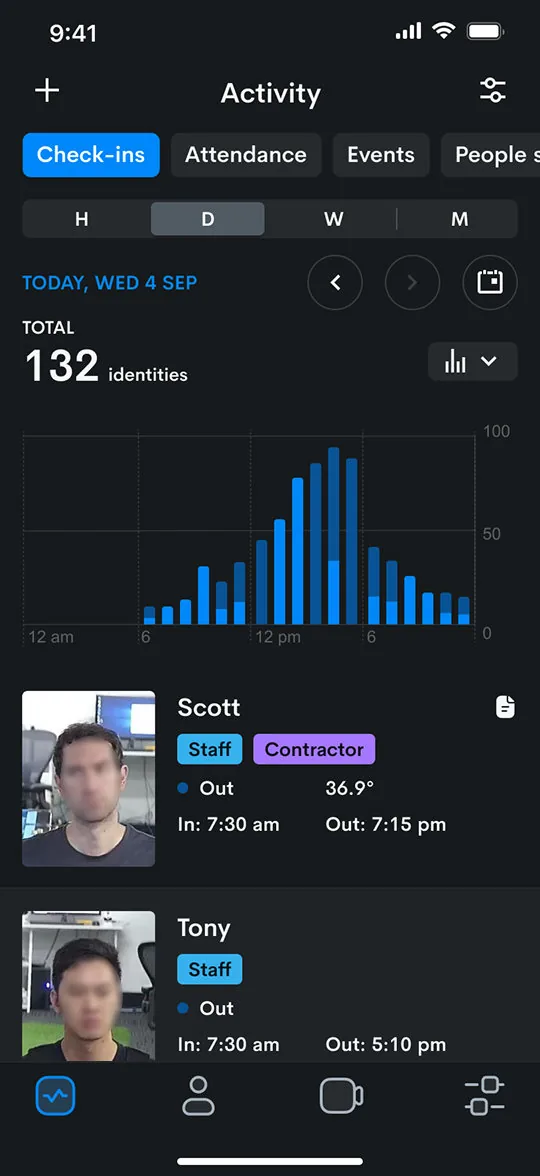 9:41
Activity
Check-ins Attendance Events People s
H D W M
TODAY, WED 4 SEP
TOTAL
132 identities
100
50
0
12 am 6 12 pm 6
Scott
Staff Contractor
Out 36.9°
In: 7:30 am Out: 7:15 pm
Tony
Staff
Out
In: 7:30 am Out: 5:10 pm